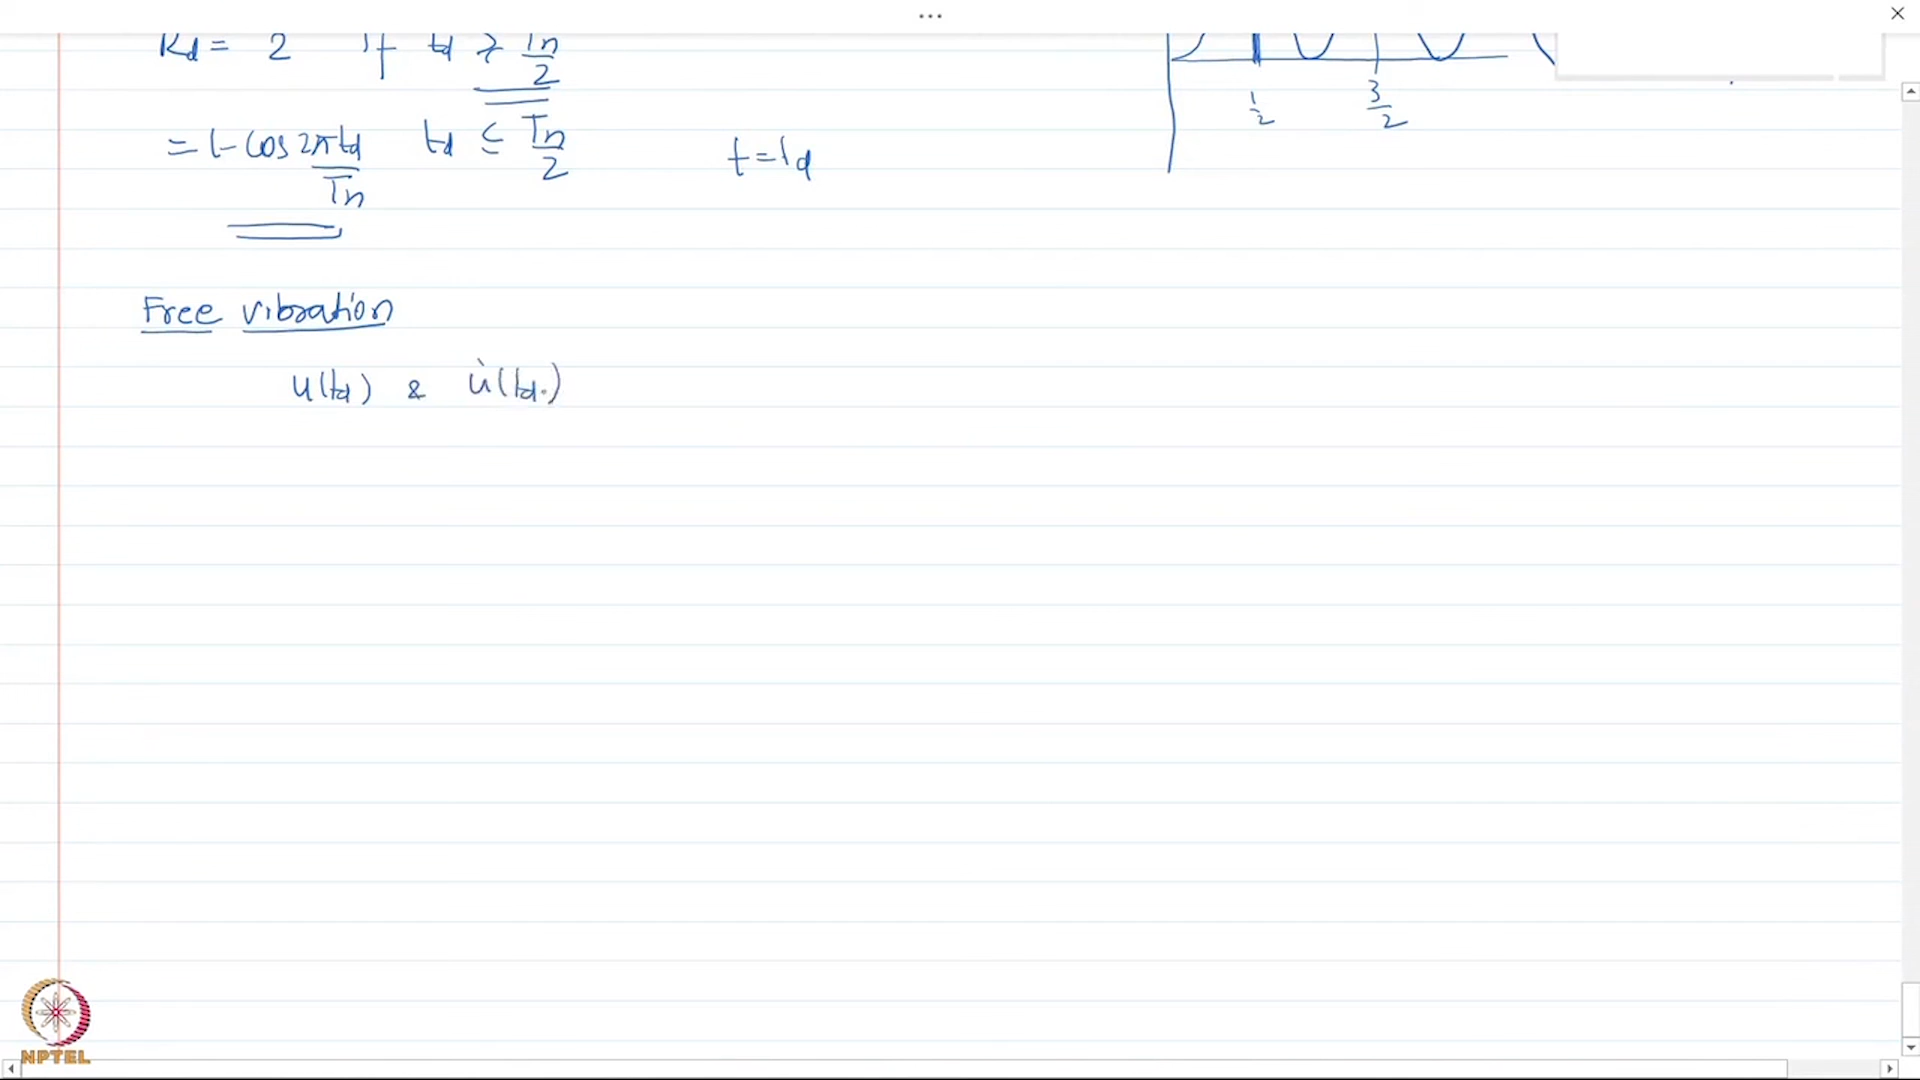 Rd = 2 if td ≥ Tn/2
= 1 - cos 2πtd/Tn td ≤ Tn/2 t = td
1/2 3/2
Free vibration
u(td) & u̇(td)
NPTEL